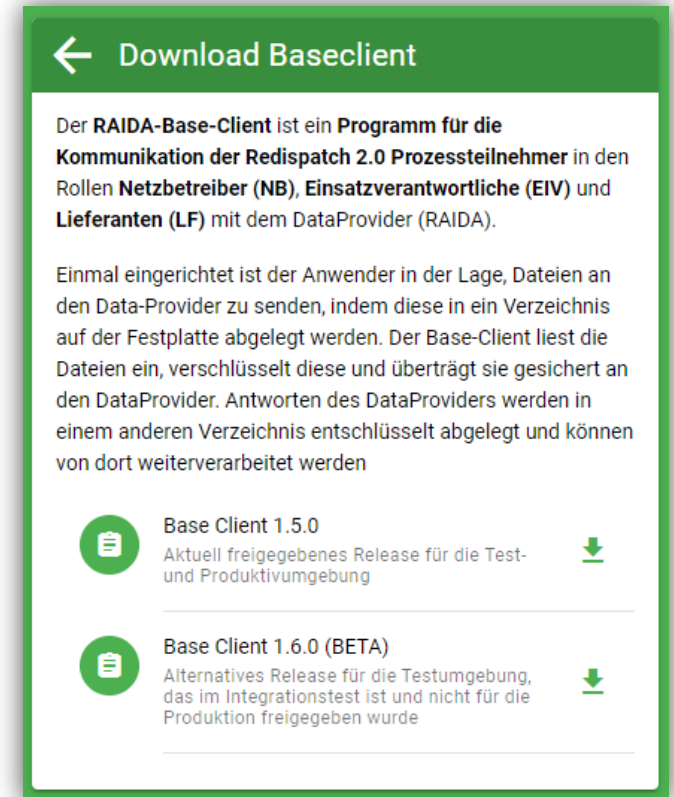 Download Baseclient
Der RAIDA-Base-Client ist ein Programm für die
Kommunikation der Redispatch 2.0 Prozessteilnehmer in den
Rollen Netzbetreiber (NB), Einsatzverantwortliche (EIV) und
Lieferanten (LF) mit dem DataProvider (RAIDA).
Einmal eingerichtet ist der Anwender in der Lage, Dateien an
den Data-Provider zu senden, indem diese in ein Verzeichnis
auf der Festplatte abgelegt werden. Der Base-Client liest die
Dateien ein, verschlüsselt diese und überträgt sie gesichert an
den DataProvider. Antworten des DataProviders werden in
einem anderen Verzeichnis entschlüsselt abgelegt und können
von dort weiterverarbeitet werden
Base Client 1.5.0
Aktuell freigegebenes Release für die Test-
und Produktivumgebung
Base Client 1.6.0 (BETA)
Alternatives Release für die Testumgebung,
das im Integrationstest ist und nicht für die
Produktion freigegeben wurde